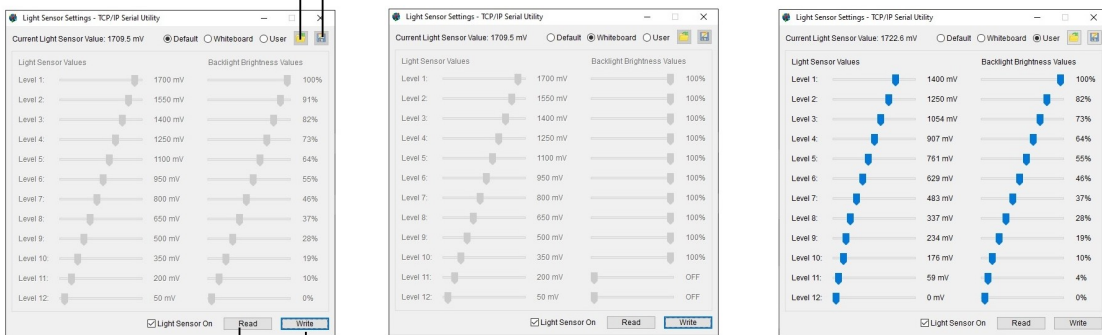 Light Sensor Settings - TCP/IP Serial Utility
Current Light Sensor Value: 1709.5 mV Default Whiteboard User
Light Sensor Values Backlight Brightness Values
Level 1: 1700 mV 100%
Level 2: 1550 mV 91%
Level 3: 1400 mV 82%
Level 4: 1250 mV 73%
Level 5: 1100 mV 64%
Level 6: 950 mV 55%
Level 7: 800 mV 46%
Level 8: 650 mV 37%
Level 9: 500 mV 28%
Level 10: 350 mV 19%
Level 11: 200 mV 10%
Level 12: 50 mV 0%
Light Sensor On Read Write
Light Sensor Settings - TCP/IP Serial Utility
Current Light Sensor Value: 1709.5 mV Default Whiteboard User
Light Sensor Values Backlight Brightness Values
Level 1: 1700 mV 100%
Level 2: 1550 mV 100%
Level 3: 1400 mV 100%
Level 4: 1250 mV 100%
Level 5: 1100 mV 100%
Level 6: 950 mV 100%
Level 7: 800 mV 100%
Level 8: 650 mV 100%
Level 9: 500 mV 100%
Level 10: 350 mV 100%
Level 11: 200 mV OFF
Level 12: 50 mV OFF
Light Sensor On Read Write
Light Sensor Settings - TCP/IP Serial Utility
Current Light Sensor Value: 1722.6 mV Default Whiteboard User
Light Sensor Values Backlight Brightness Values
Level 1: 1400 mV 100%
Level 2: 1250 mV 82%
Level 3: 1054 mV 73%
Level 4: 907 mV 64%
Level 5: 761 mV 55%
Level 6: 629 mV 46%
Level 7: 483 mV 37%
Level 8: 337 mV 28%
Level 9: 234 mV 19%
Level 10: 176 mV 10%
Level 11: 59 mV 4%
Level 12: 0 mV 0%
Light Sensor On Read Write